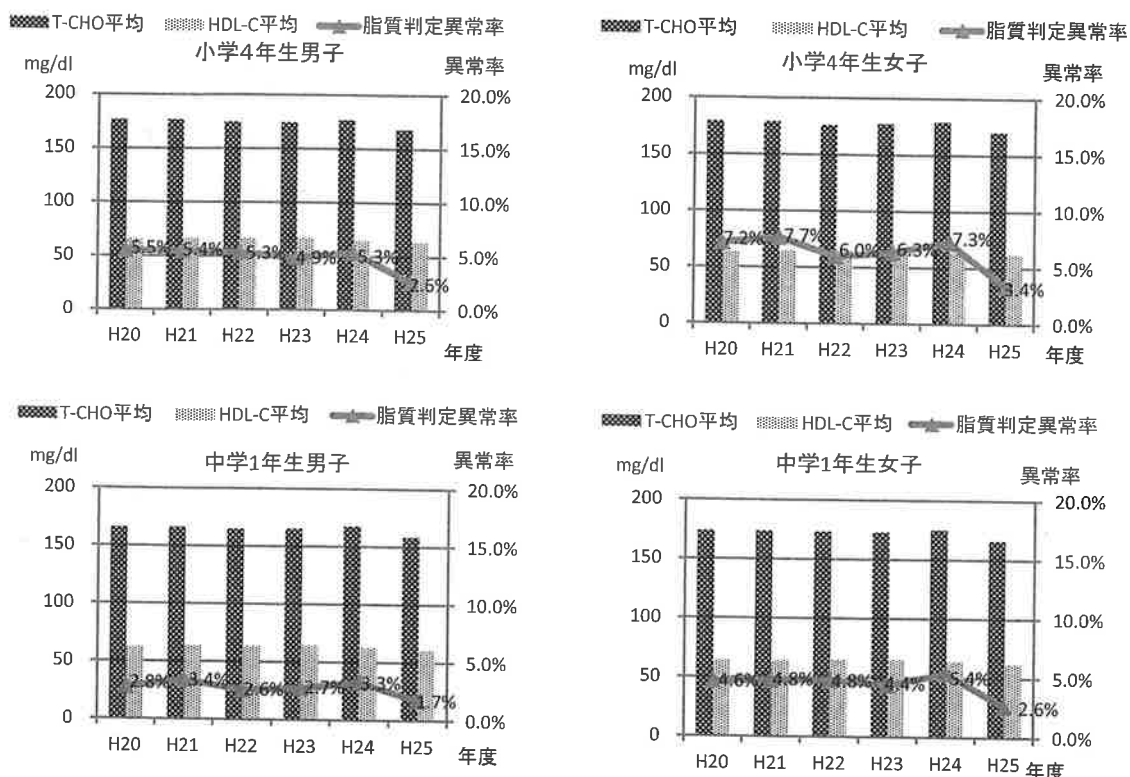 T-CHO平均 HDL-C平均 脂質判定異常率
小学4年生男子
mg/dl 異常率
200 20.0%
150 15.0%
100 10.0%
50 5.0%
0 0.0%
5.5% 5.4% 5.3% 4.9% 5.3% 2.6%
H20 H21 H22 H23 H24 H25 年度
T-CHO平均 HDL-C平均 脂質判定異常率
小学4年生女子
mg/dl 異常率
200 20.0%
150 15.0%
100 10.0%
50 5.0%
0 0.0%
7.2% 7.7% 6.0% 6.3% 7.3% 3.4%
H20 H21 H22 H23 H24 H25 年度
T-CHO平均 HDL-C平均 脂質判定異常率
中学1年生男子
mg/dl 異常率
200 20.0%
150 15.0%
100 10.0%
50 5.0%
0 0.0%
2.8% 3.4% 2.6% 2.7% 3.3% 1.7%
H20 H21 H22 H23 H24 H25 年度
T-CHO平均 HDL-C平均 脂質判定異常率
中学1年生女子
mg/dl 異常率
200 20.0%
150 15.0%
100 10.0%
50 5.0%
0 0.0%
4.6% 4.8% 4.8% 4.4% 5.4% 2.6%
H20 H21 H22 H23 H24 H25 年度